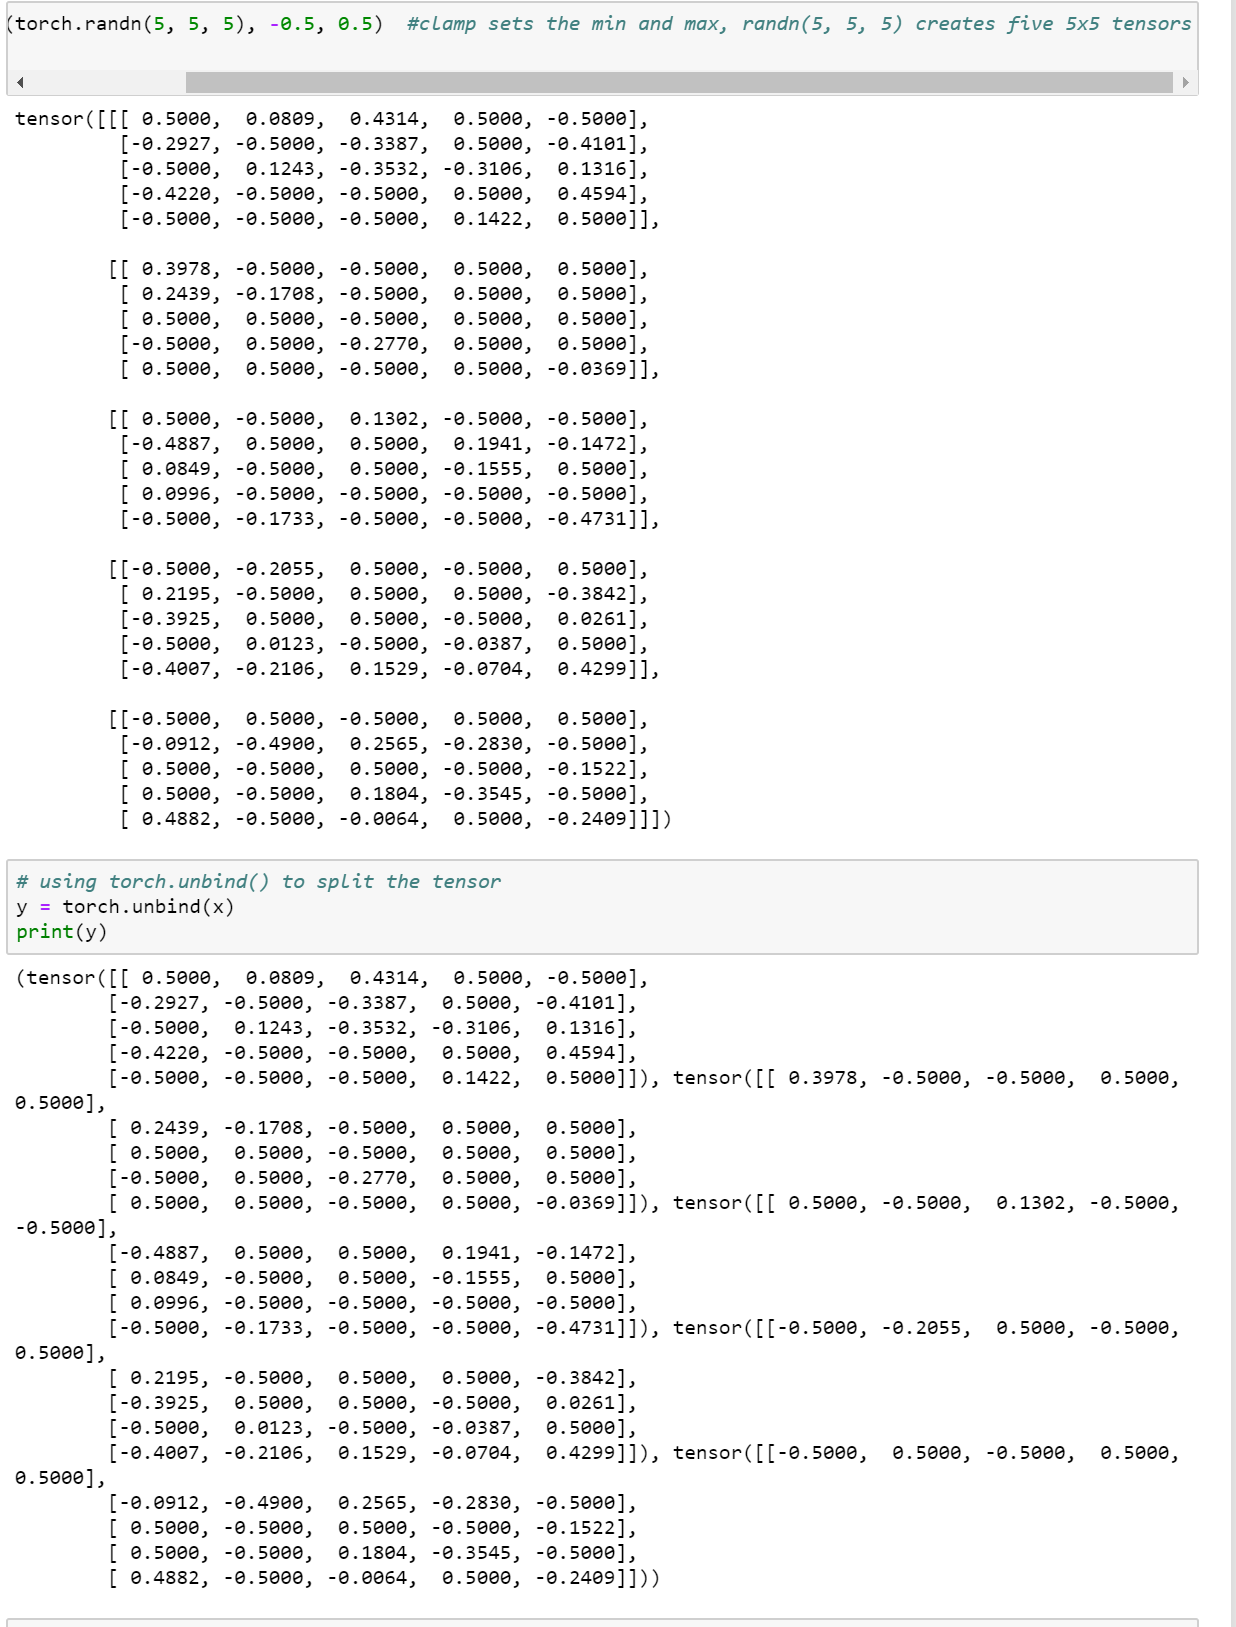 (torch.randn(5, 5, 5), -0.5, 0.5)  #clamp sets the min and max, randn(5, 5, 5) creates five 5x5 tensors
tensor([[[ 0.5000,  0.0809,  0.4314,  0.5000, -0.5000],
         [-0.2927, -0.5000, -0.3387,  0.5000, -0.4101],
         [-0.5000,  0.1243, -0.3532, -0.3106,  0.1316],
         [-0.4220, -0.5000, -0.5000,  0.5000,  0.4594],
         [-0.5000, -0.5000, -0.5000,  0.1422,  0.5000]],
        [[ 0.3978, -0.5000, -0.5000,  0.5000,  0.5000],
         [ 0.2439, -0.1708, -0.5000,  0.5000,  0.5000],
         [ 0.5000,  0.5000, -0.5000,  0.5000,  0.5000],
         [-0.5000,  0.5000, -0.2770,  0.5000,  0.5000],
         [ 0.5000,  0.5000, -0.5000,  0.5000, -0.0369]],
        [[ 0.5000, -0.5000,  0.1302, -0.5000, -0.5000],
         [-0.4887,  0.5000,  0.5000,  0.1941, -0.1472],
         [ 0.0849, -0.5000,  0.5000, -0.1555,  0.5000],
         [ 0.0996, -0.5000, -0.5000, -0.5000, -0.5000],
         [-0.5000, -0.1733, -0.5000, -0.5000, -0.4731]],
        [[-0.5000, -0.2055,  0.5000, -0.5000,  0.5000],
         [ 0.2195, -0.5000,  0.5000,  0.5000, -0.3842],
         [-0.3925,  0.5000,  0.5000, -0.5000,  0.0261],
         [-0.5000,  0.0123, -0.5000, -0.0387,  0.5000],
         [-0.4007, -0.2106,  0.1529, -0.0704,  0.4299]],
        [[-0.5000,  0.5000, -0.5000,  0.5000,  0.5000],
         [-0.0912, -0.4900,  0.2565, -0.2830, -0.5000],
         [ 0.5000, -0.5000,  0.5000, -0.5000, -0.1522],
         [ 0.5000, -0.5000,  0.1804, -0.3545, -0.5000],
         [ 0.4882, -0.5000, -0.0064,  0.5000, -0.2409]]])
# using torch.unbind() to split the tensor
y = torch.unbind(x)
print(y)
(tensor([[ 0.5000,  0.0809,  0.4314,  0.5000, -0.5000],
        [-0.2927, -0.5000, -0.3387,  0.5000, -0.4101],
        [-0.5000,  0.1243, -0.3532, -0.3106,  0.1316],
        [-0.4220, -0.5000, -0.5000,  0.5000,  0.4594],
        [-0.5000, -0.5000, -0.5000,  0.1422,  0.5000]]), tensor([[ 0.3978, -0.5000, -0.5000,  0.5000,
0.5000],
        [ 0.2439, -0.1708, -0.5000,  0.5000,  0.5000],
        [ 0.5000,  0.5000, -0.5000,  0.5000,  0.5000],
        [-0.5000,  0.5000, -0.2770,  0.5000,  0.5000],
        [ 0.5000,  0.5000, -0.5000,  0.5000, -0.0369]]), tensor([[ 0.5000, -0.5000,  0.1302, -0.5000,
-0.5000],
        [-0.4887,  0.5000,  0.5000,  0.1941, -0.1472],
        [ 0.0849, -0.5000,  0.5000, -0.1555,  0.5000],
        [ 0.0996, -0.5000, -0.5000, -0.5000, -0.5000],
        [-0.5000, -0.1733, -0.5000, -0.5000, -0.4731]]), tensor([[-0.5000, -0.2055,  0.5000, -0.5000,
0.5000],
        [ 0.2195, -0.5000,  0.5000,  0.5000, -0.3842],
        [-0.3925,  0.5000,  0.5000, -0.5000,  0.0261],
        [-0.5000,  0.0123, -0.5000, -0.0387,  0.5000],
        [-0.4007, -0.2106,  0.1529, -0.0704,  0.4299]]), tensor([[-0.5000,  0.5000, -0.5000,  0.5000,
0.5000],
        [-0.0912, -0.4900,  0.2565, -0.2830, -0.5000],
        [ 0.5000, -0.5000,  0.5000, -0.5000, -0.1522],
        [ 0.5000, -0.5000,  0.1804, -0.3545, -0.5000],
        [ 0.4882, -0.5000, -0.0064,  0.5000, -0.2409]]))